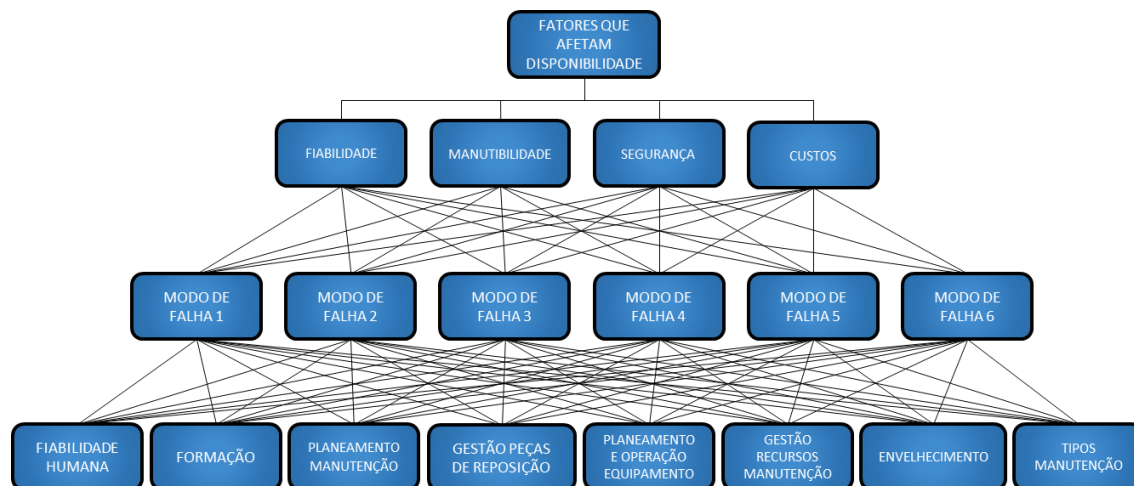 FATORES QUE
AFETAM
DISPONIBILIDADE
FIABILIDADE
MANUTIBILIDADE
SEGURANÇA
CUSTOS
MODO DE
FALHA 1
MODO DE
FALHA 2
MODO DE
FALHA 3
MODO DE
FALHA 4
MODO DE
FALHA 5
MODO DE
FALHA 6
FIABILIDADE
HUMANA
FORMAÇÃO
PLANEAMENTO
MANUTENÇÃO
GESTÃO PEÇAS
DE REPOSIÇÃO
PLANEAMENTO
E OPERAÇÃO
EQUIPAMENTO
GESTÃO
RECURSOS
MANUTENÇÃO
ENVELHECIMENTO
TIPOS
MANUTENÇÃO